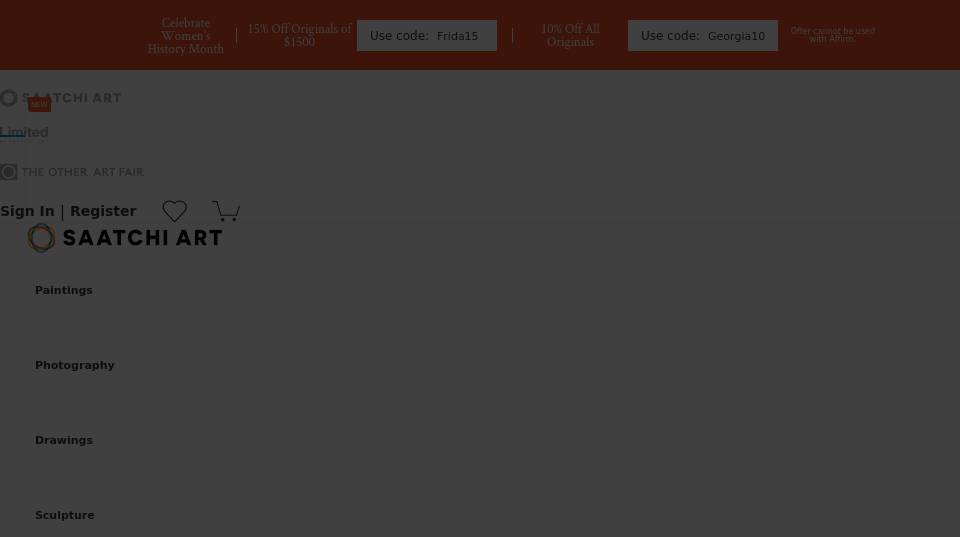 Celebrate
Women's
History Month
15% Off Originals of
$1500
Use code: Frida15
10% Off All
Originals
Use code: Georgia10
Offer cannot be used
with Affirm.
SAATCHI ART
NEW
Limited
THE OTHER ART FAIR
Sign In | Register
SAATCHI ART
Paintings
Photography
Drawings
Sculpture